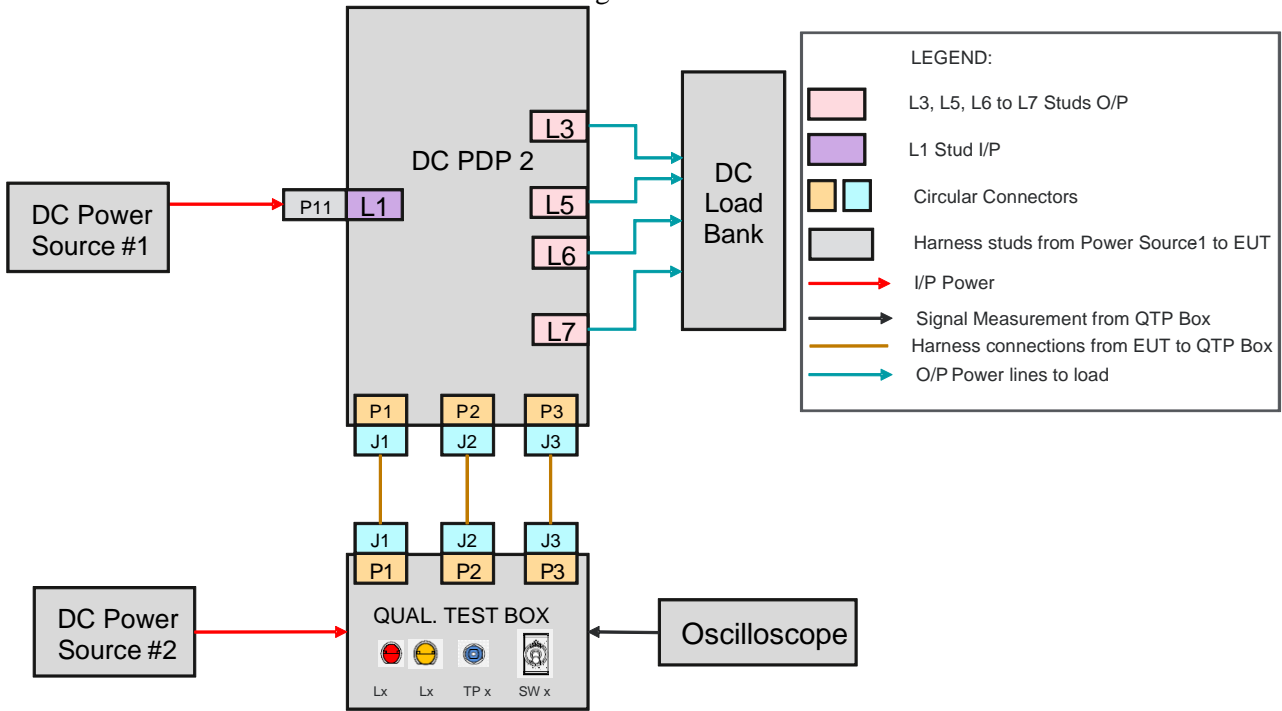 DC PDP 2
L3
L5
L6
L7
P11
L1
DC Power
Source #1
DC
Load
Bank
P1
P2
P3
J1
J2
J3
J1
J2
J3
P1
P2
P3
QUAL. TEST BOX
Lx
Lx
TP x
SW x
DC Power
Source #2
Oscilloscope
LEGEND:
L3, L5, L6 to L7 Studs O/P
L1 Stud I/P
Circular Connectors
Harness studs from Power Source1 to EUT
I/P Power
Signal Measurement from QTP Box
Harness connections from EUT to QTP Box
O/P Power lines to load